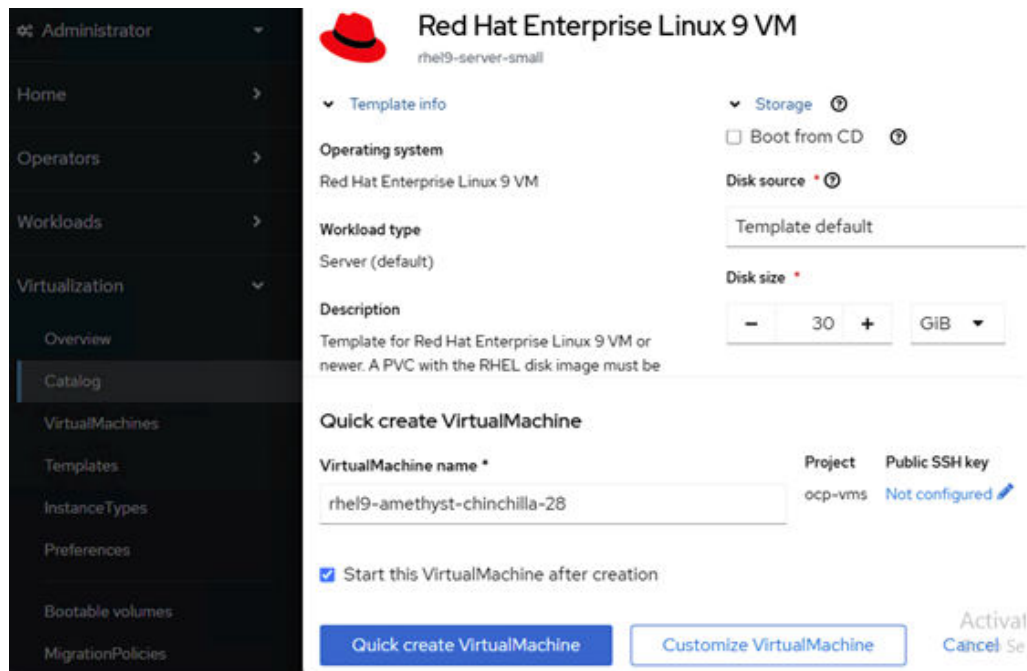 Administrator
Home
Operators
Workloads
Virtualization
Overview
Catalog
VirtualMachines
Templates
InstanceTypes
Preferences
Bootable volumes
MigrationPolicies
Red Hat Enterprise Linux 9 VM
rhel9-server-small
Template info
Operating system
Red Hat Enterprise Linux 9 VM
Workload type
Server (default)
Description
Template for Red Hat Enterprise Linux 9 VM or
newer. A PVC with the RHEL disk image must be
Storage
Boot from CD
Disk source *
Template default
Disk size *
− 30 + GiB
Quick create VirtualMachine
VirtualMachine name *
rhel9-amethyst-chinchilla-28
Project
ocp-vms
Public SSH key
Not configured
Start this VirtualMachine after creation
Quick create VirtualMachine
Customize VirtualMachine
Cancel
Activat
Se